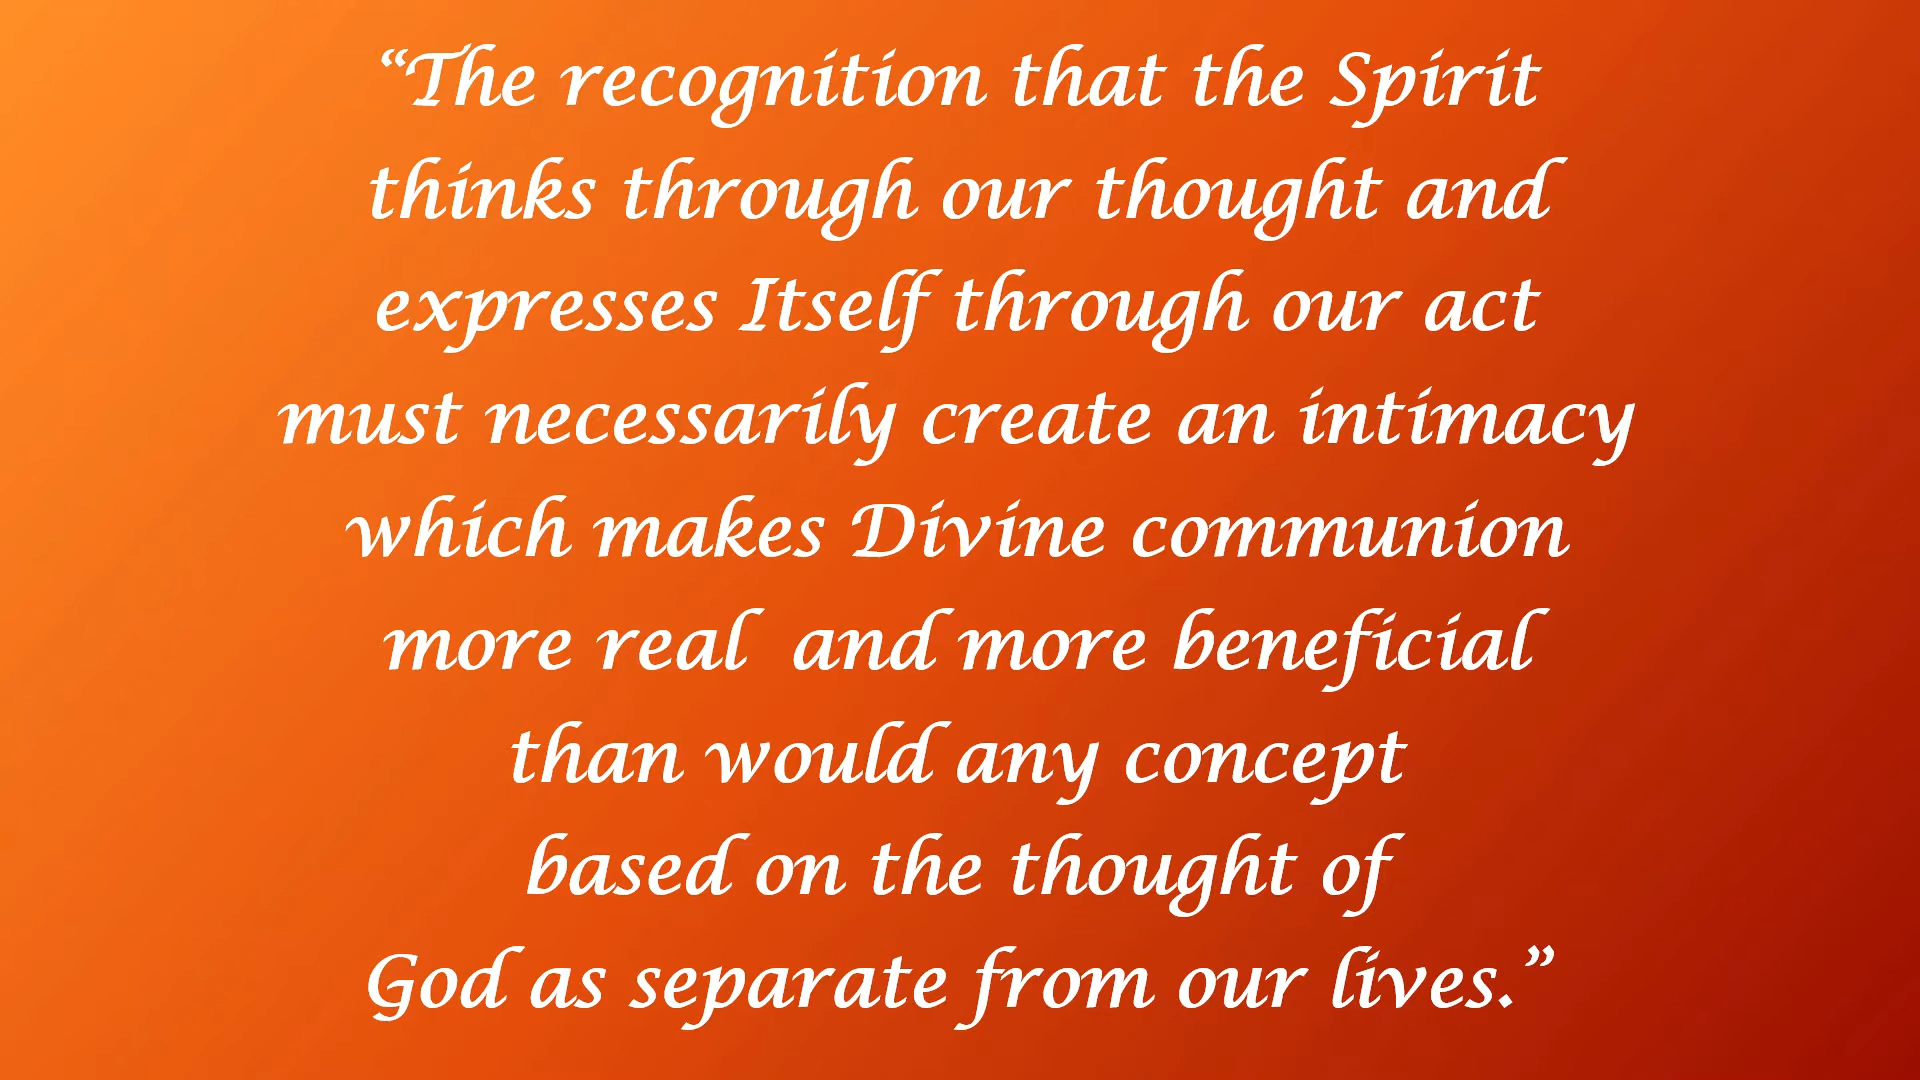 “The recognition that the Spirit
thinks through our thought and
expresses Itself through our act
must necessarily create an intimacy
which makes Divine communion
more real  and more beneficial
than would any concept
based on the thought of
God as separate from our lives.”